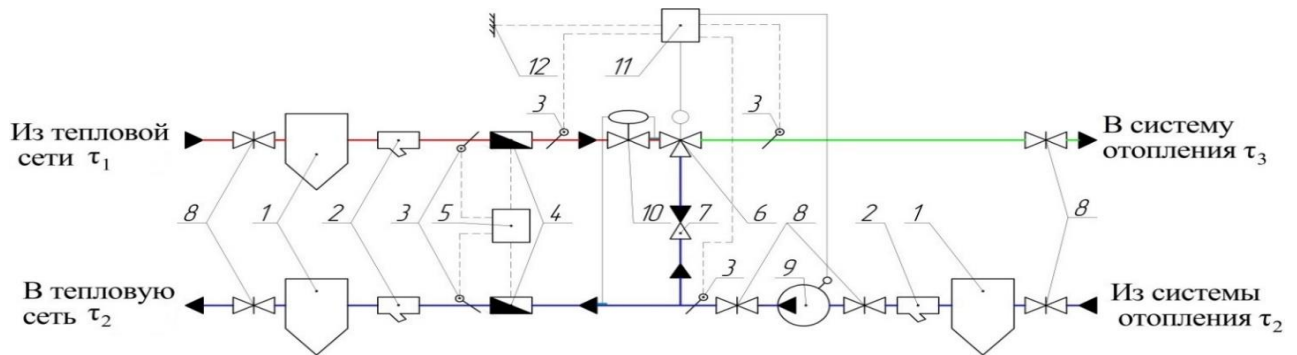 12
11
3
3
Из тепловой
сети τ₁
В систему
отопления τ₃
8
1
2
3
5
4
10
7
6
8
2
1
8
3
9
В тепловую
сеть τ₂
Из системы
отопления τ₂